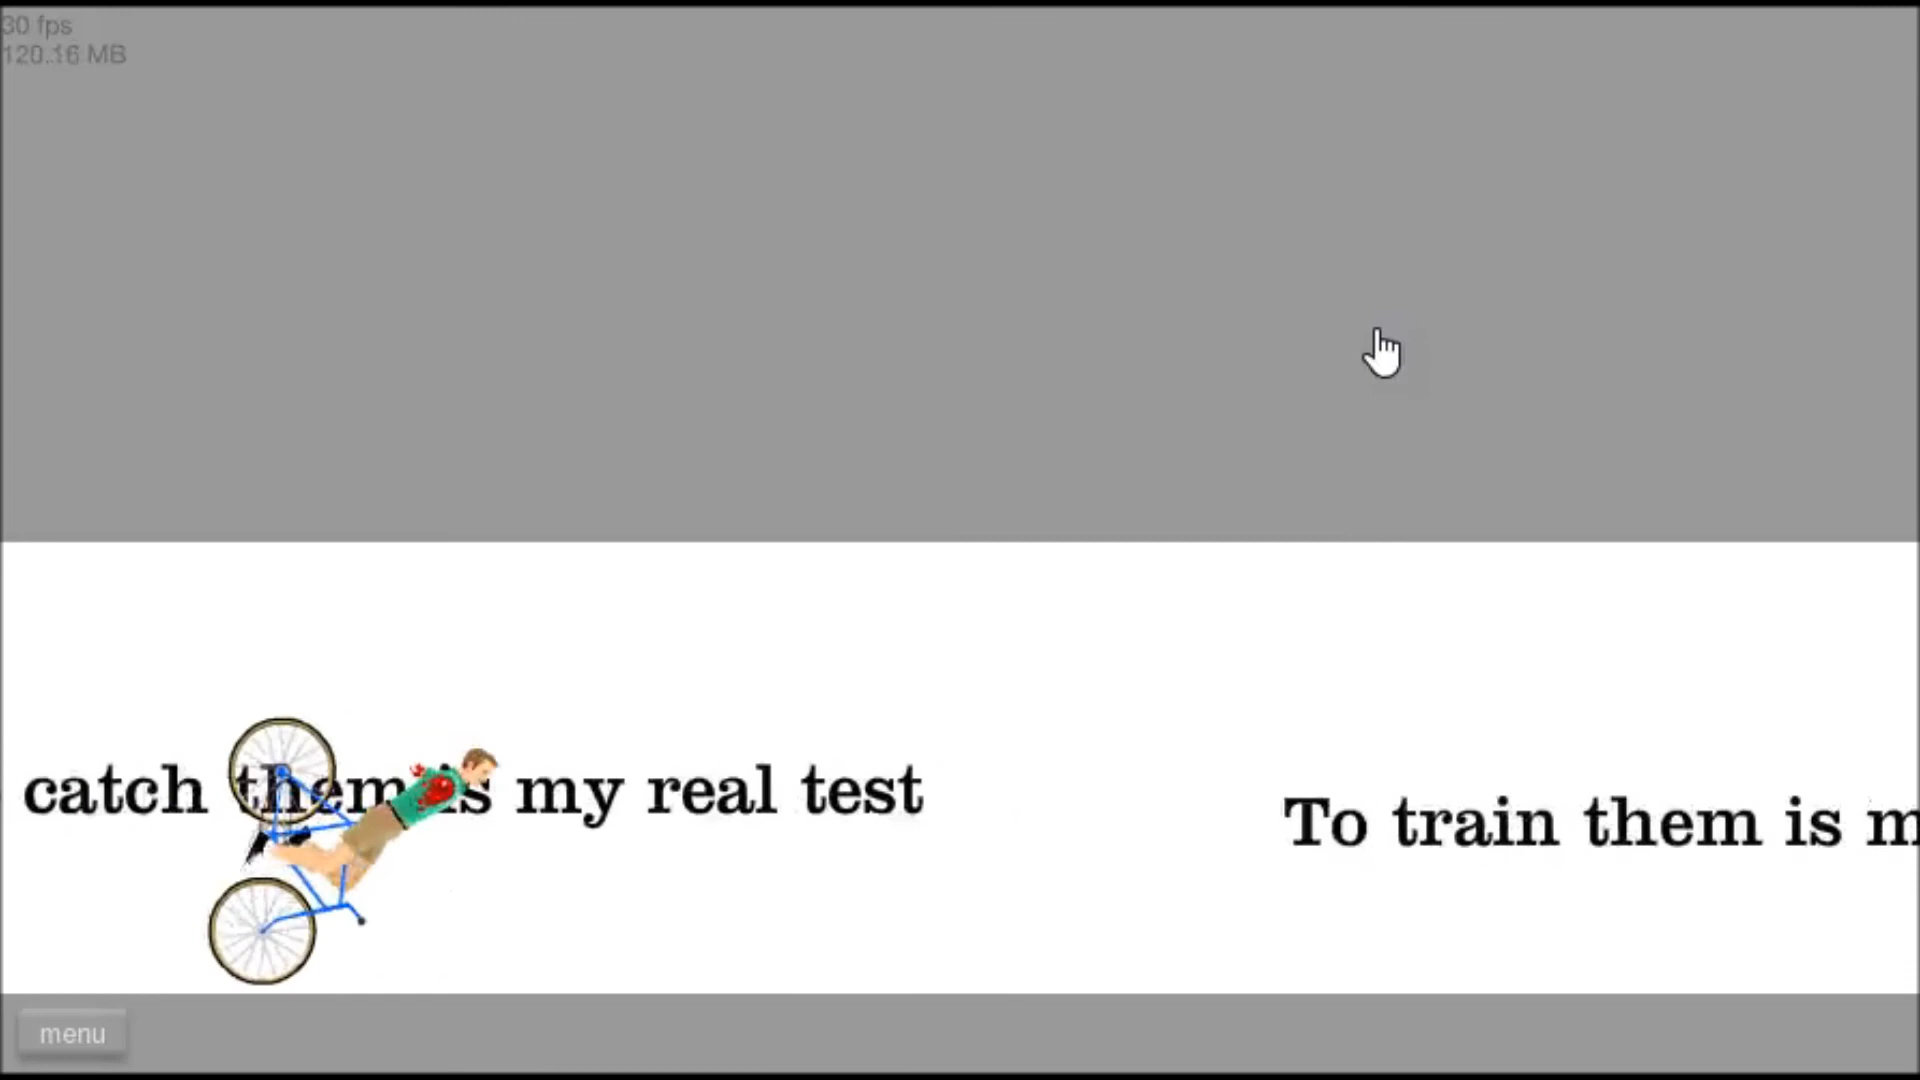 30 fps
120.16 MB
catch them is my real test
To train them is m
menu